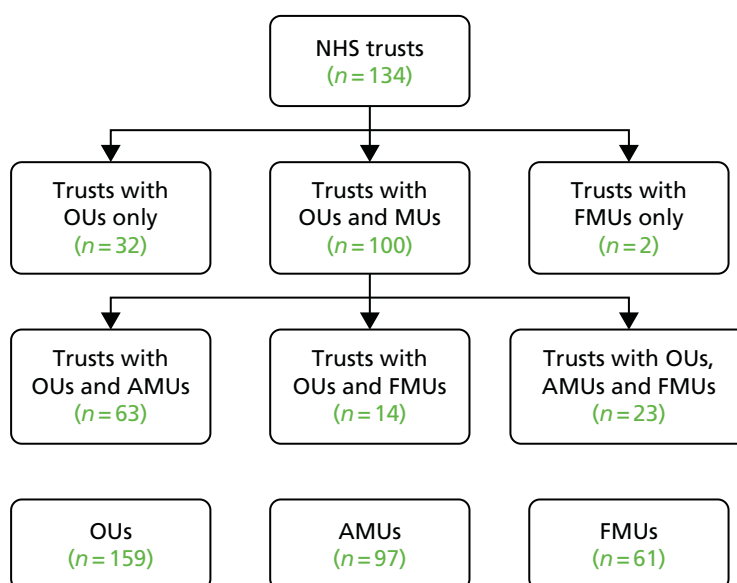 NHS trusts
(n=134)
Trusts with
OUs only
(n=32)
Trusts with
OUs and MUs
(n=100)
Trusts with
FMUs only
(n=2)
Trusts with
OUs and AMUs
(n=63)
Trusts with
OUs and FMUs
(n=14)
Trusts with OUs,
AMUs and FMUs
(n=23)
OUs
(n=159)
AMUs
(n=97)
FMUs
(n=61)